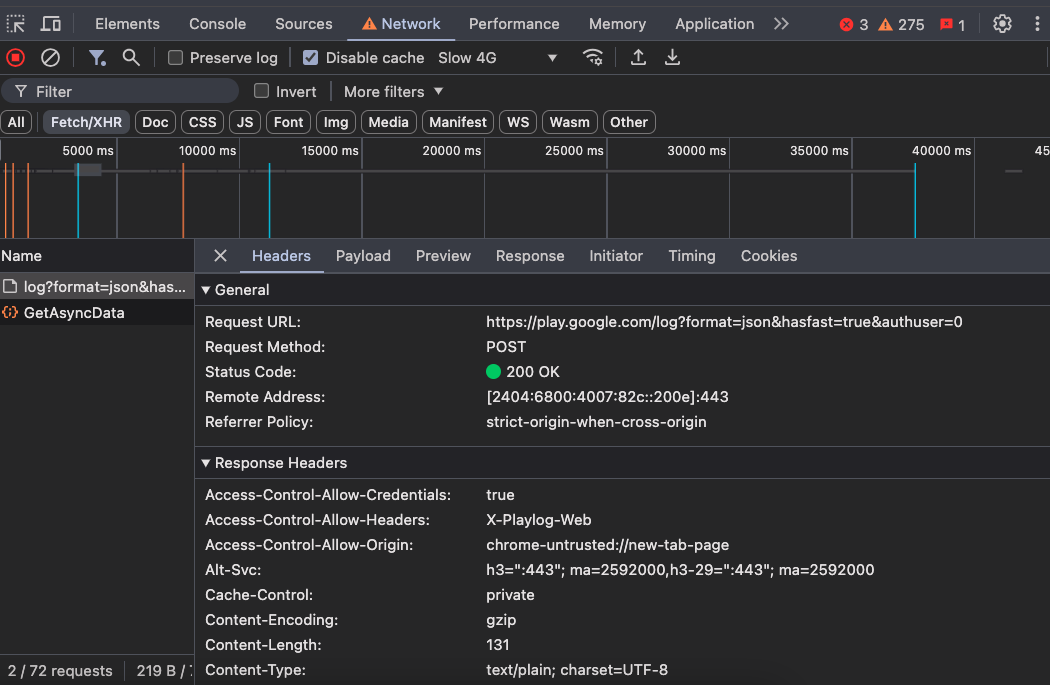 Elements Console Sources Network Performance Memory Application 3 275 1
Preserve log Disable cache Slow 4G
Filter Invert More filters
All Fetch/XHR Doc CSS JS Font Img Media Manifest WS Wasm Other
5000 ms 10000 ms 15000 ms 20000 ms 25000 ms 30000 ms 35000 ms 40000 ms 45
Name Headers Payload Preview Response Initiator Timing Cookies
log?format=json&has...
GetAsyncData
General
Request URL: https://play.google.com/log?format=json&hasfast=true&authuser=0
Request Method: POST
Status Code: 200 OK
Remote Address: [2404:6800:4007:82c::200e]:443
Referrer Policy: strict-origin-when-cross-origin
Response Headers
Access-Control-Allow-Credentials: true
Access-Control-Allow-Headers: X-Playlog-Web
Access-Control-Allow-Origin: chrome-untrusted://new-tab-page
Alt-Svc: h3=":443"; ma=2592000,h3-29=":443"; ma=2592000
Cache-Control: private
Content-Encoding: gzip
Content-Length: 131
Content-Type: text/plain; charset=UTF-8
2 / 72 requests 219 B /